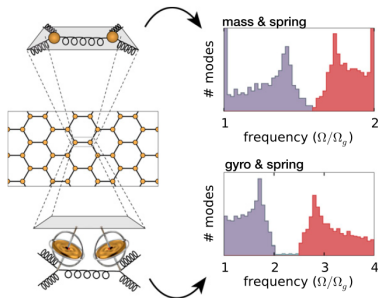 mass & spring
# modes
1
2
frequency (Ω/Ω_g)
gyro & spring
# modes
1
2
3
4
frequency (Ω/Ω_g)